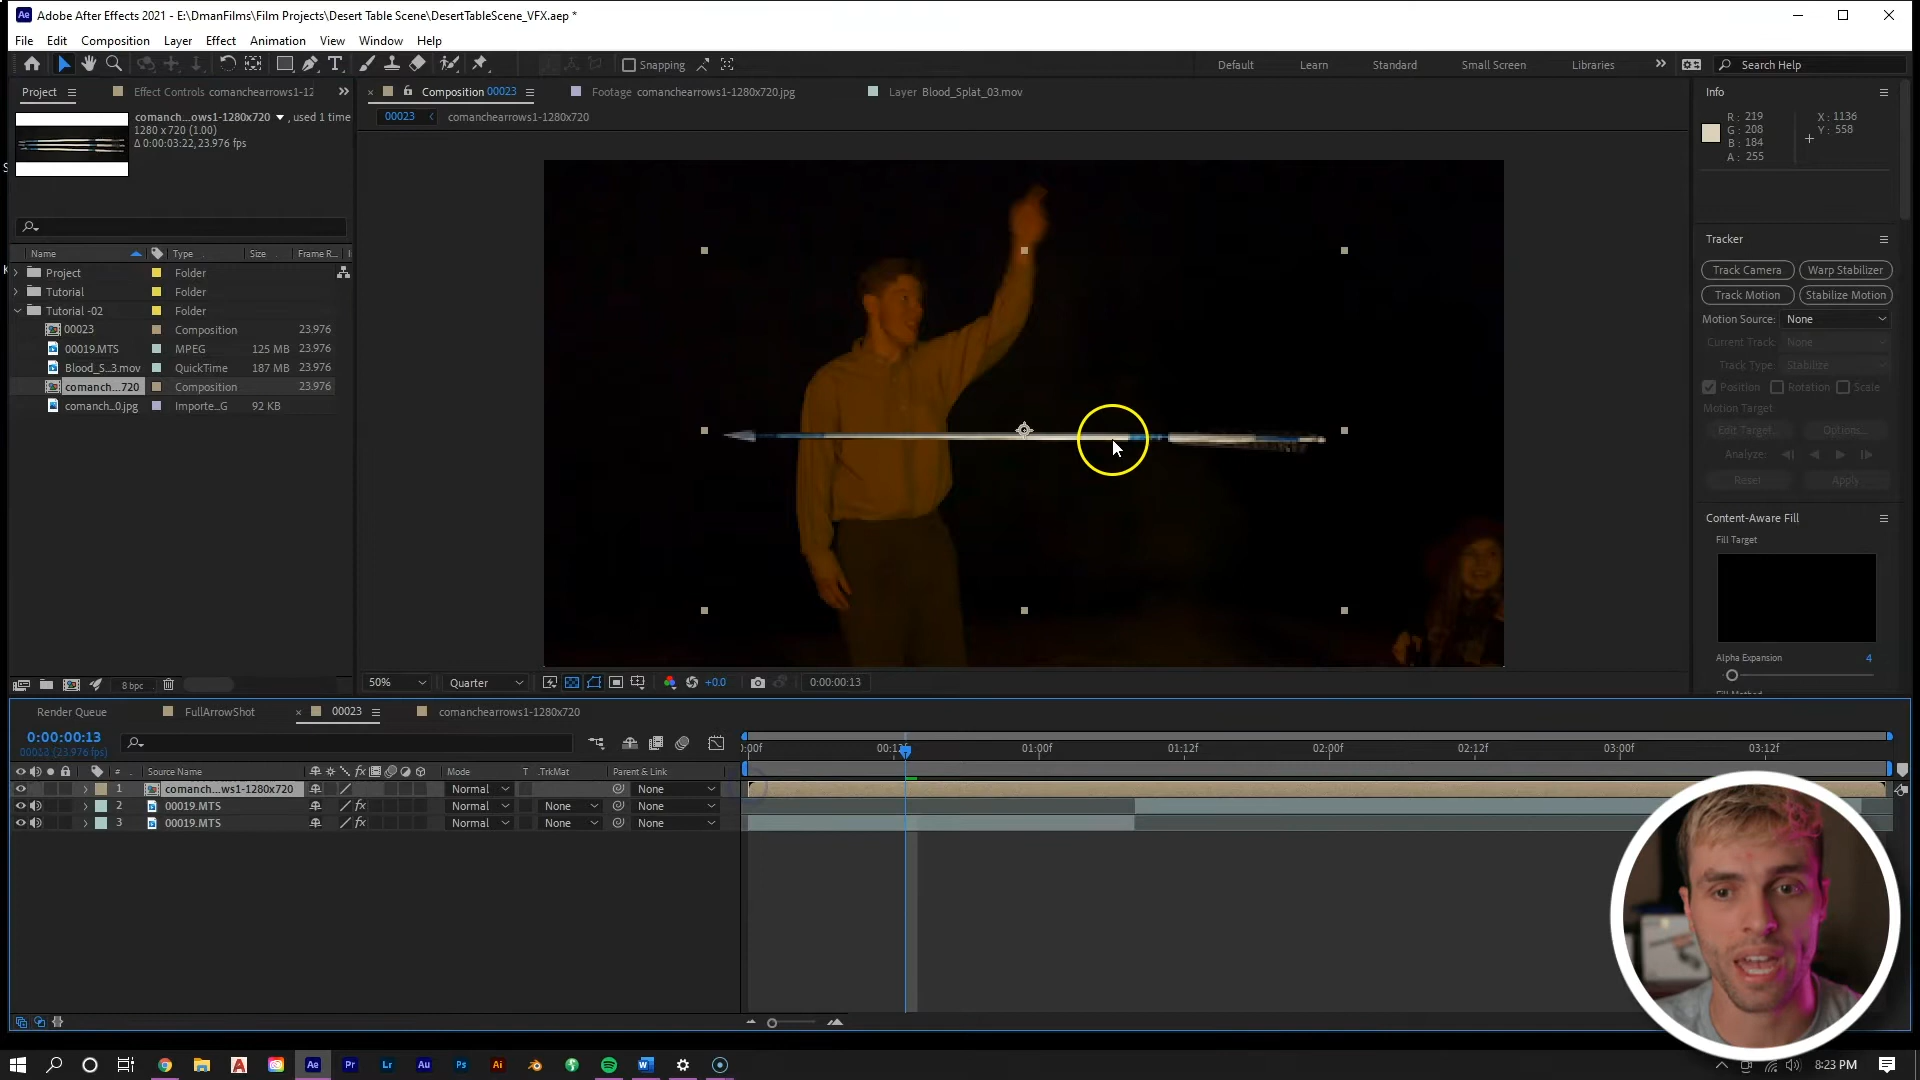 Adobe After Effects 2021 - E:\DmanFilms\Film Projects\Desert Table Scene\DesertTableScene_VFX.aep *
File Edit Composition Layer Effect Animation View Window Help
Snapping
Default Learn Standard Small Screen Libraries
Search Help
Project
Effect Controls comanchearrows1-12
Composition 00023
Footage comanchearrows1-1280x720.jpg
Layer Blood_Splat_03.mov
Info
comanch...ows1-1280x720 , used 1 time
1280 x 720 (1.00)
Δ 0:00:03:22, 23.976 fps
00023
comanchearrows1-1280x720
R: 219
G: 208
B: 184
A: 255
X: 1136
Y: 558
Name Type Size Frame R...
Project Folder
Tutorial Folder
Tutorial -02 Folder
00023 Composition 23.976
00019.MTS MPEG 125 MB 23.976
Blood_S...3.mov QuickTime 187 MB 23.976
comanch...720 Composition 23.976
comanch_0.jpg Importe_G 92 KB
Tracker
Track Camera Warp Stabilizer
Track Motion Stabilize Motion
Motion Source: None
Current Track: None
Track Type: Stabilize
Position Rotation Scale
Motion Target:
Edit Target... Options...
Analyze:
Reset Apply
Content-Aware Fill
Fill Target
Alpha Expansion 4
8 bpc
50% Quarter +0.0 0:00:00:13
Render Queue FullArrowShot 00023 comanchearrows1-1280x720
0:00:00:13
(23.976 fps)
00:12f 01:00f 01:12f 02:00f 02:12f 03:00f 03:12f
# Source Name Mode T .TrkMat Parent & Link
1 comanch...ws1-1280x720 Normal None
2 00019.MTS Normal None None
3 00019.MTS Normal None None
Ae Pr Lr Au Ps Ai
8:23 PM